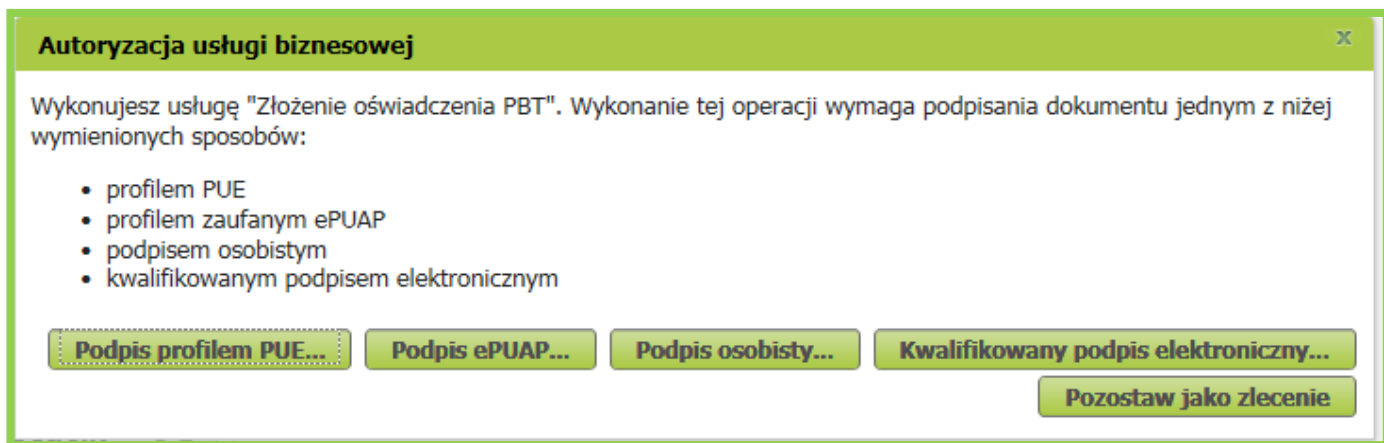 Autoryzacja usługi biznesowej x
Wykonujesz usługę "Złożenie oświadczenia PBT". Wykonanie tej operacji wymaga podpisania dokumentu jednym z niżej
wymienionych sposobów:
• profilem PUE
• profilem zaufanym ePUAP
• podpisem osobistym
• kwalifikowanym podpisem elektronicznym
Podpis profilem PUE... Podpis ePUAP... Podpis osobisty... Kwalifikowany podpis elektroniczny...
Pozostaw jako zlecenie